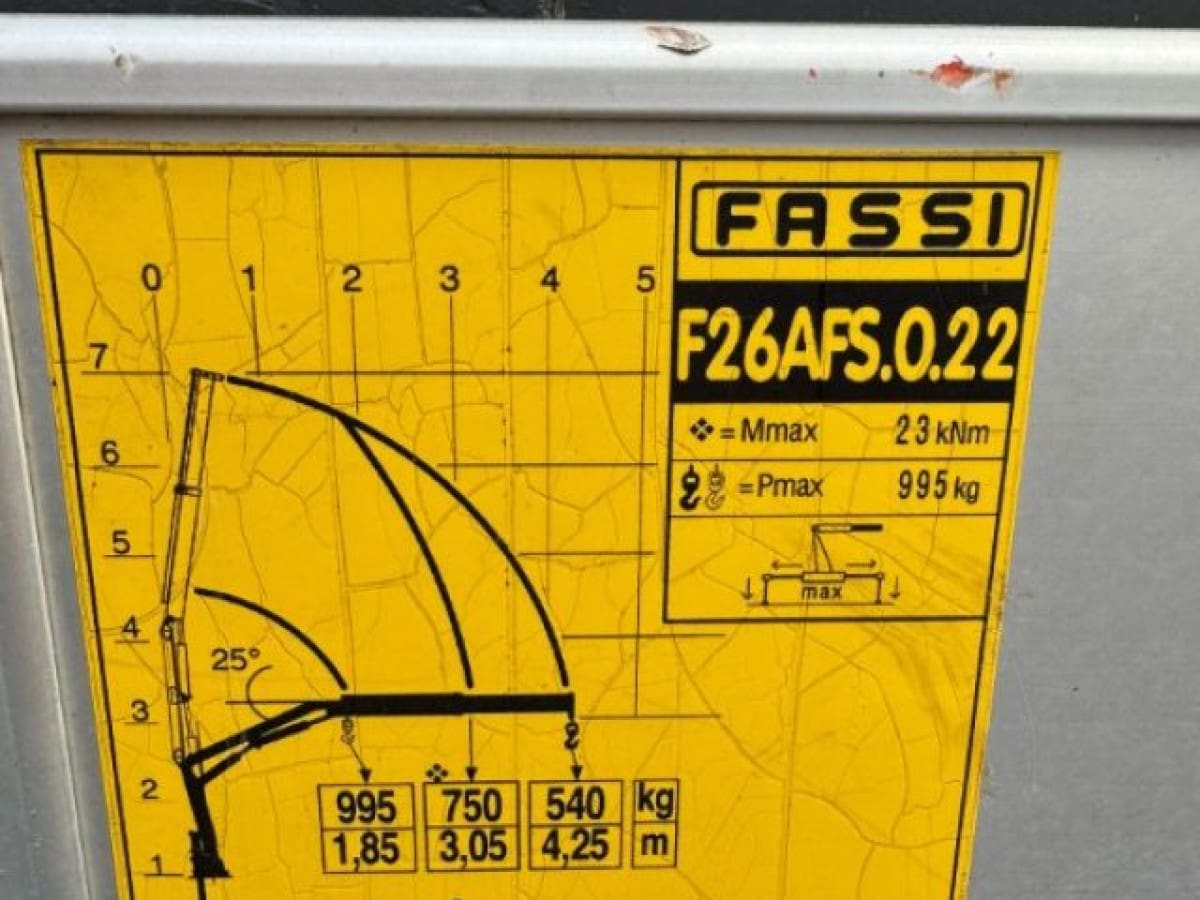 FASSI
F26AFS.0.22
= Mmax 23 kNm
= Pmax 995 kg
max
0 1 2 3 4 5
7
6
5
4
25°
3
2
1
995 750 540 kg
1,85 3,05 4,25 m